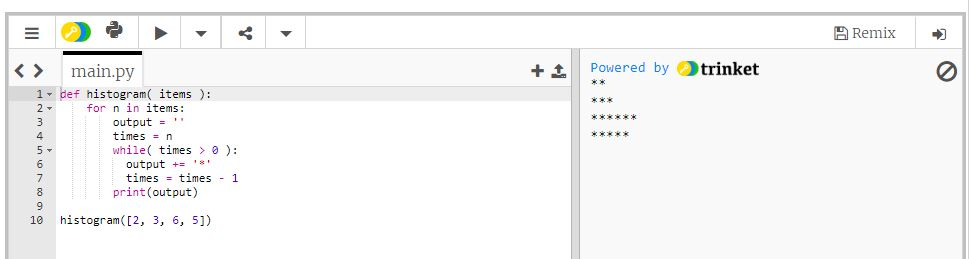 Remix
main.py
Powered by trinket
1 def histogram( items ):
2     for n in items:
3         output = ''
4         times = n
5         while( times > 0 ):
6           output += '*'
7           times = times - 1
8         print(output)
9
10 histogram([2, 3, 6, 5])
**
***
******
*****